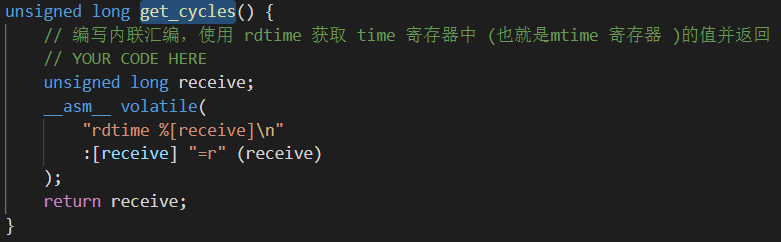 unsigned long get_cycles() {
    // 编写内联汇编，使用 rdtime 获取 time 寄存器中 (也就是mtime 寄存器 )的值并返回
    // YOUR CODE HERE
    unsigned long receive;
    __asm__ volatile(
        "rdtime %[receive]\n"
        :[receive] "=r" (receive)
    );
    return receive;
}